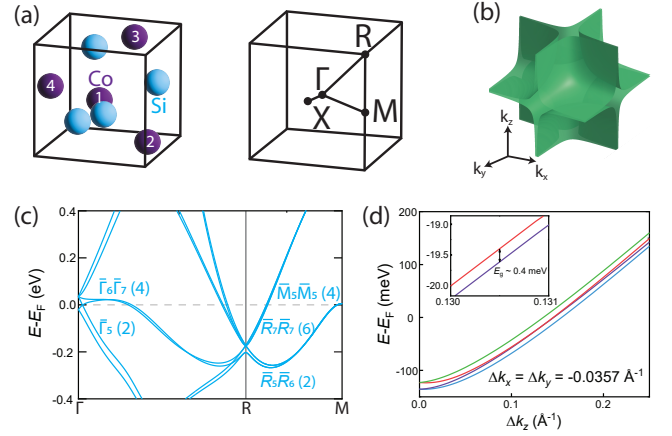 (a)
3
4
Co
1
Si
2
R
Γ
X
M
(b)
k_z
k_y
k_x
(c)
E-E_F (eV)
0.4
0.2
0.0
-0.2
-0.4
Γ̅₆Γ̅₇ (4)
Γ̅₅ (2)
M̅₅M̅₅ (4)
R̅₇R̅₇ (6)
R̅₅R̅₆ (2)
Γ
R
M
(d)
E-E_F (meV)
200
100
0
-100
-19.0
-19.5
-20.0
E_g ~ 0.4 meV
0.130
0.131
Δk_x = Δk_y = -0.0357 Å⁻¹
0.0
0.1
0.2
Δk_z (Å⁻¹)